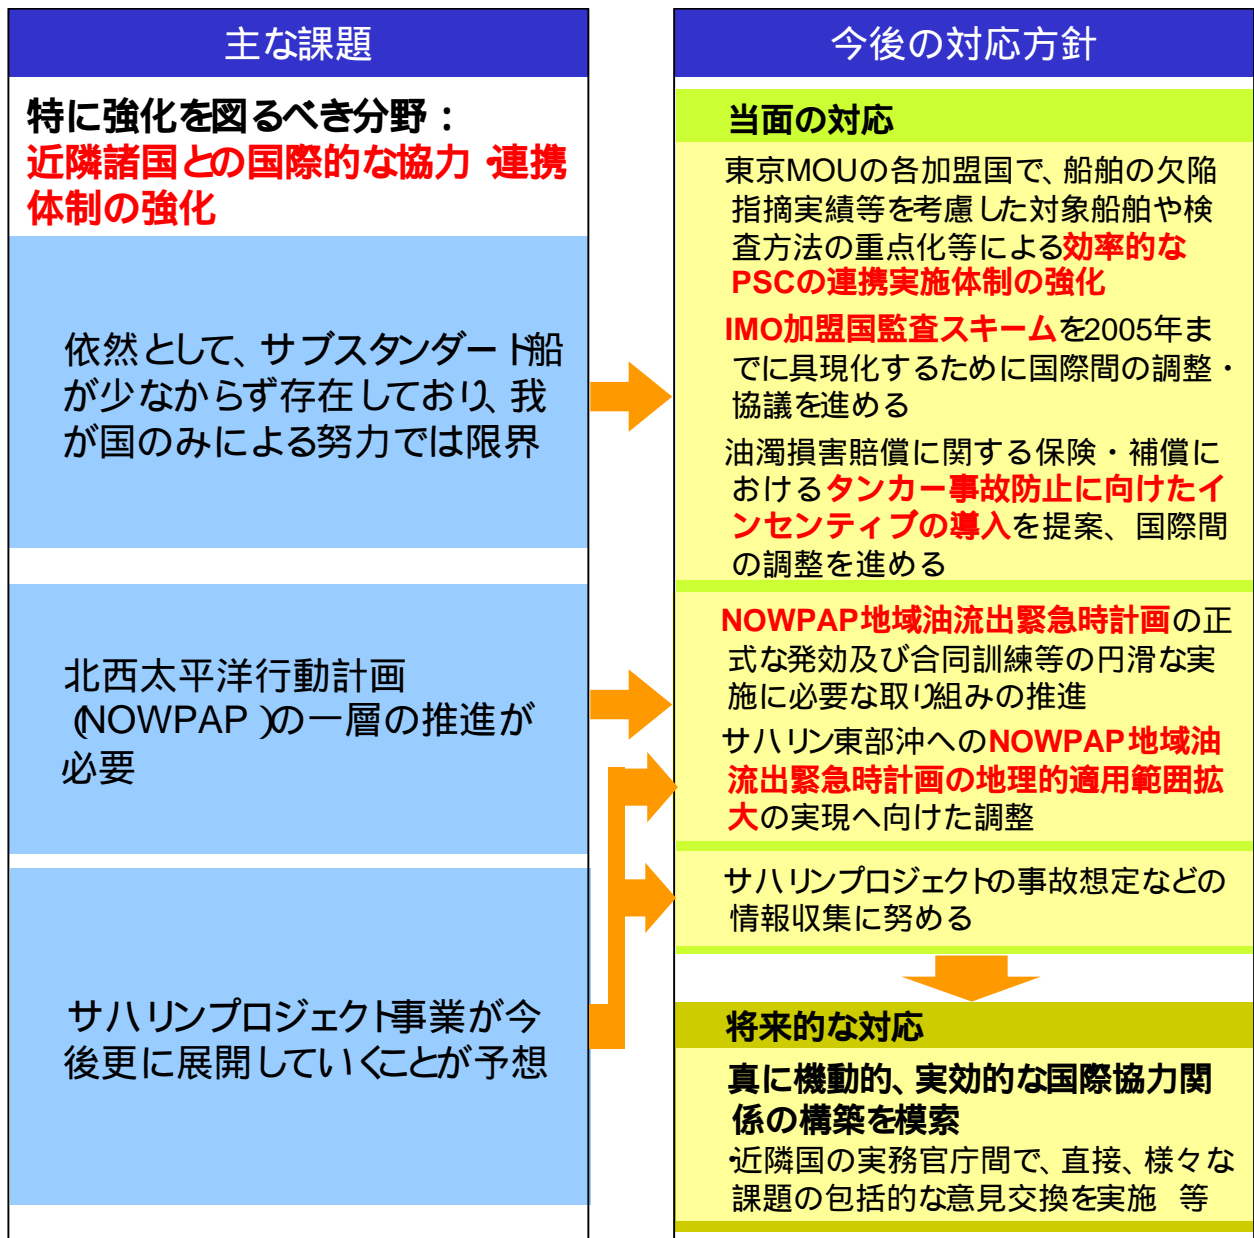 主な課題
特に強化を図るべき分野：
近隣諸国との国際的な協力・連携
体制の強化
依然として、サブスタンダード船
が少なからず存在しており、我
が国のみによる努力では限界
北西太平洋行動計画
(NOWPAP)の一層の推進が
必要
サハリンプロジェクト事業が今
後更に展開していくことが予想
今後の対応方針
当面の対応
東京MOUの各加盟国で、船舶の欠陥
指摘実績等を考慮した対象船舶や検
査方法の重点化等による効率的な
PSCの連携実施体制の強化
IMO加盟国監査スキームを2005年ま
でに具現化するために国際間の調整・
協議を進める
油濁損害賠償に関する保険・補償に
おけるタンカー事故防止に向けたイ
ンセンティブの導入を提案、国際間
の調整を進める
NOWPAP地域油流出緊急時計画の正
式な発効及び合同訓練等の円滑な実
施に必要な取り組みの推進
サハリン東部沖へのNOWPAP地域油
流出緊急時計画の地理的適用範囲拡
大の実現へ向けた調整
サハリンプロジェクトの事故想定などの
情報収集に努める
将来的な対応
真に機動的、実効的な国際協力関
係の構築を模索
・近隣国の実務官庁間で、直接、様々な
課題の包括的な意見交換を実施　等